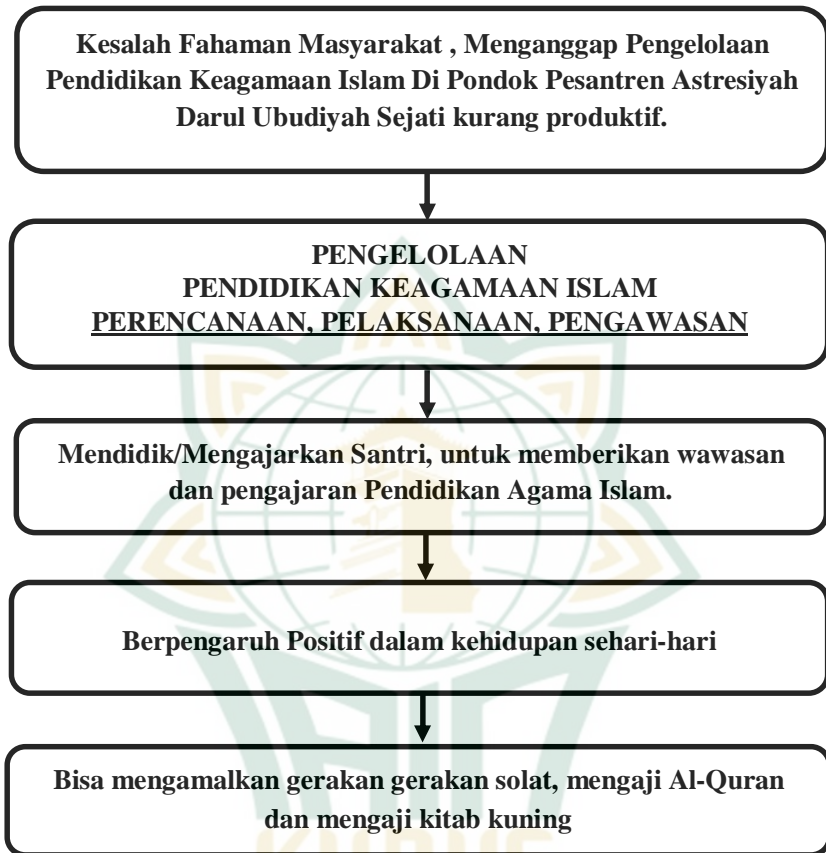 Kesalah Fahaman Masyarakat , Menganggap Pengelolaan
Pendidikan Keagamaan Islam Di Pondok Pesantren Astresiyah
Darul Ubudiyah Sejati kurang produktif.
PENGELOLAAN
PENDIDIKAN KEAGAMAAN ISLAM
PERENCANAAN, PELAKSANAAN, PENGAWASAN
Mendidik/Mengajarkan Santri, untuk memberikan wawasan
dan pengajaran Pendidikan Agama Islam.
Berpengaruh Positif dalam kehidupan sehari-hari
Bisa mengamalkan gerakan gerakan solat, mengaji Al-Quran
dan mengaji kitab kuning